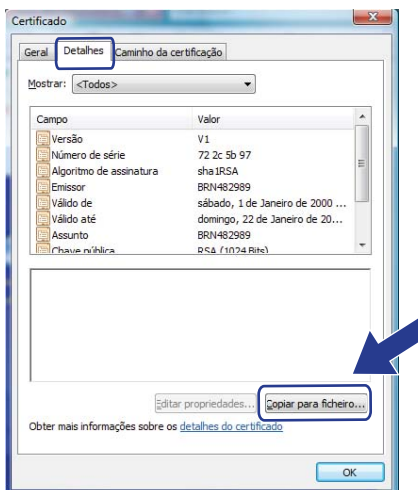 Certificado
Geral Detalhes Caminho da certificação
Mostrar: <Todos>
Campo Valor
Versão V1
Número de série 72 2c 5b 97
Algoritmo de assinatura sha1RSA
Emissor BRN482989
Válido de sábado, 1 de Janeiro de 2000 ...
Válido até domingo, 22 de Janeiro de 20...
Assunto BRN482989
Chave pública RSA (1024 Bits)
Editar propriedades... Copiar para ficheiro...
Obter mais informações sobre os detalhes do certificado
OK